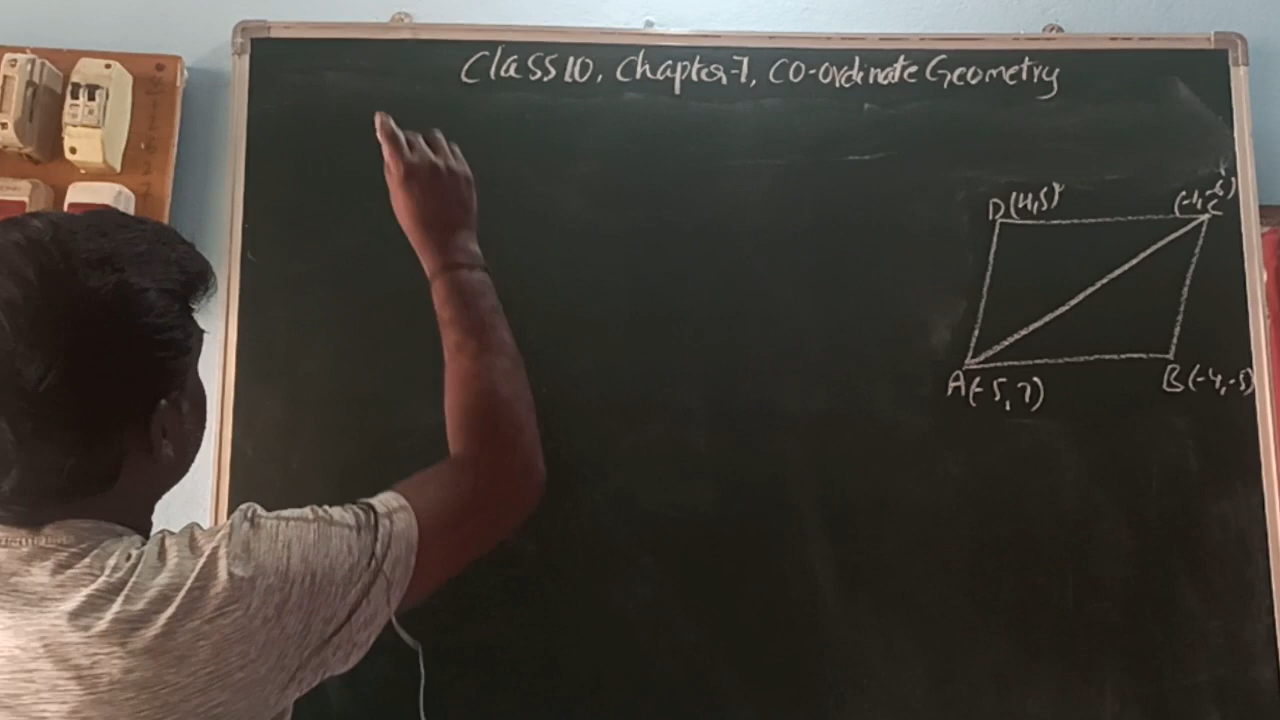 Class 10, Chapter-7, CO-ordinate Geometry
D(4,5)
(-1,-6)
C
A(-5,7)
B(-4,-5)